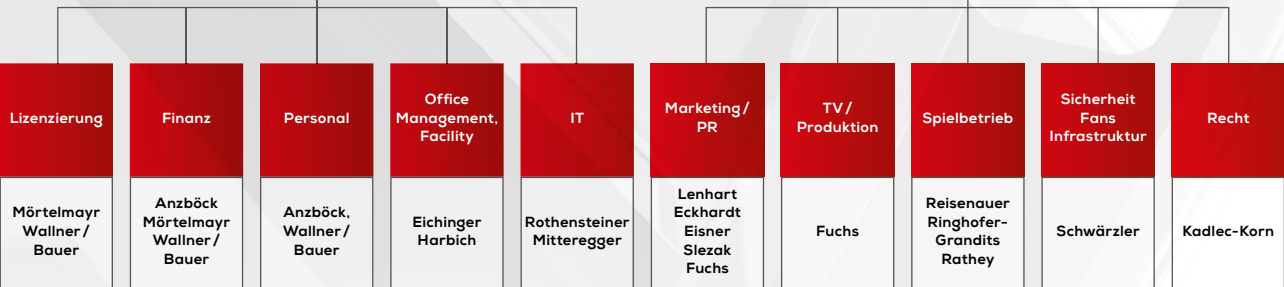 Lizenzierung
Finanz
Personal
Office
Management,
Facility
IT
Marketing /
PR
TV /
Produktion
Spielbetrieb
Sicherheit
Fans
Infrastruktur
Recht
Mörtelmayr
Wallner /
Bauer
Anzböck
Mörtelmayr
Wallner /
Bauer
Anzböck,
Wallner /
Bauer
Eichinger
Harbich
Rothensteiner
Mitteregger
Lenhart
Eckhardt
Eisner
Slezak
Fuchs
Fuchs
Reisenauer
Ringhofer-
Grandits
Rathey
Schwärzler
Kadlec-Korn